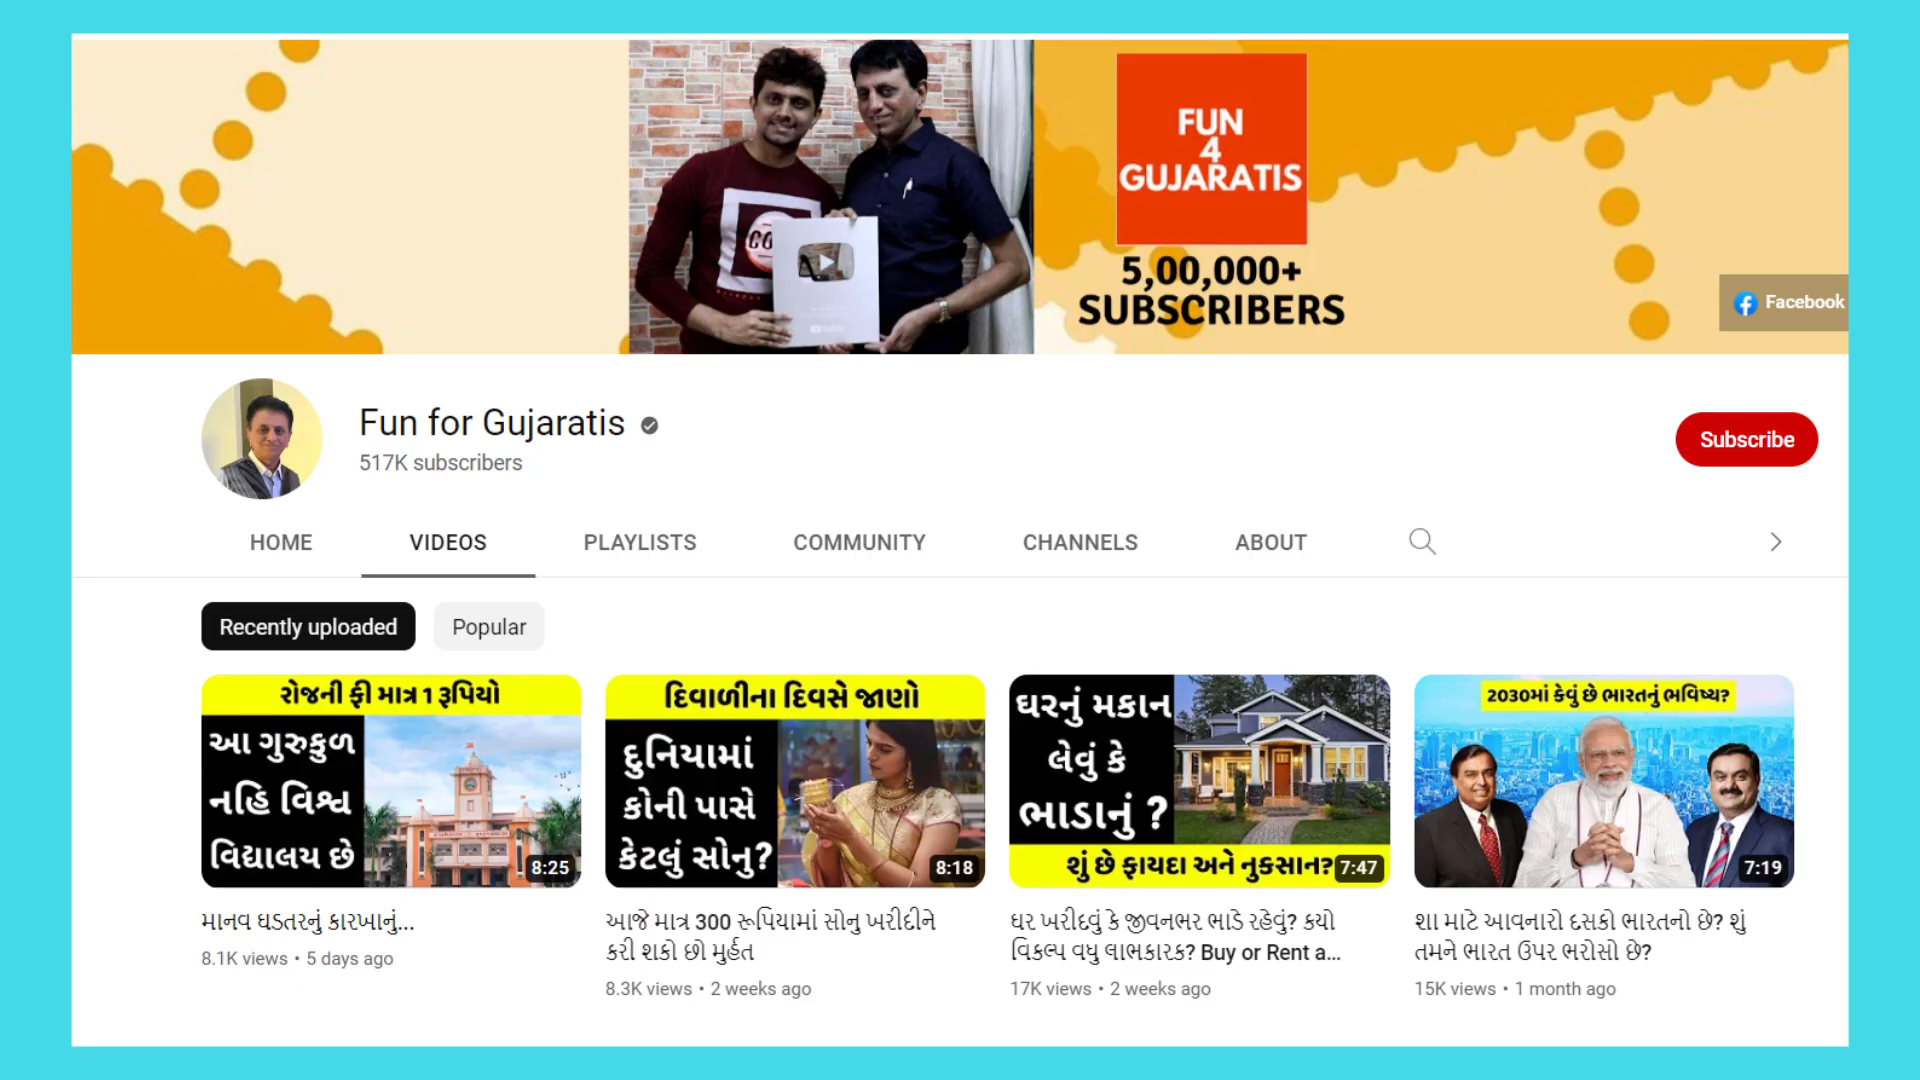 FUN
4
GUJARATIS
5,00,000+
SUBSCRIBERS
Facebook
Fun for Gujaratis
517K subscribers
Subscribe
HOME
VIDEOS
PLAYLISTS
COMMUNITY
CHANNELS
ABOUT
Recently uploaded
Popular
રોજની ફી માત્ર 1 રૂપિયો
આ ગુરુકુળ
નહિ વિશ્વ
વિદ્યાલય છે
8:25
માનવ ઘડતરનું કારખાનું...
8.1K views • 5 days ago
દિવાળીના દિવસે જાણો
દુનિયામાં
કોની પાસે
કેટલું સોનુ?
8:18
આજે માત્ર 300 રૂપિયામાં સોનુ ખરીદીને
કરી શકો છો મુર્હત
8.3K views • 2 weeks ago
ઘરનું મકાન
લેવું કે
ભાડાનું ?
શું છે ફાયદા અને નુકસાન?
7:47
ઘર ખરીદવું કે જીવનભર ભાડે રહેવું? કયો
વિકલ્પ વધુ લાભકારક? Buy or Rent a...
17K views • 2 weeks ago
2030માં કેવું છે ભારતનું ભવિષ્ય?
7:19
શા માટે આવનારો દસકો ભારતનો છે? શું
તમને ભારત ઉપર ભરોસો છે?
15K views • 1 month ago